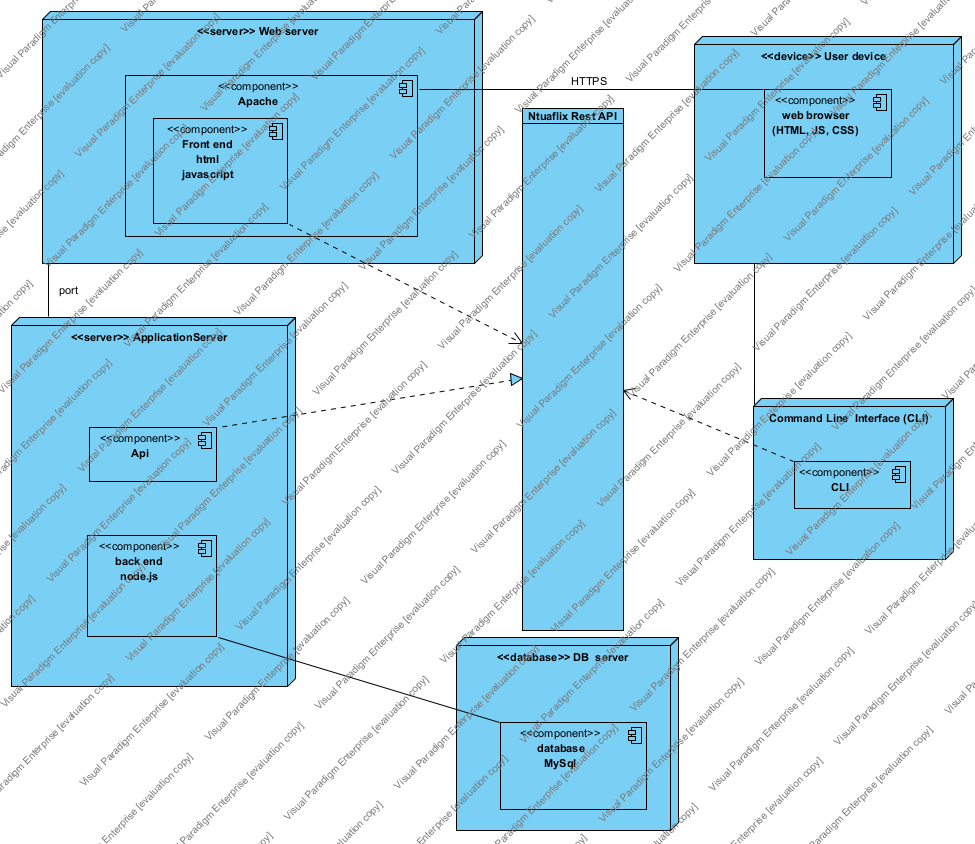 <<server>> Web server
<<component>>
Apache
<<component>>
Front end
html
javascript
HTTPS
Ntuaflix Rest API
<<device>> User device
<<component>>
web browser
(HTML, JS, CSS)
port
<<server>> ApplicationServer
<<component>>
Api
<<component>>
back end
node.js
Command Line Interface (CLI)
<<component>>
CLI
<<database>> DB server
<<component>>
database
MySql
Visual Paradigm Enterprise [evaluation copy]